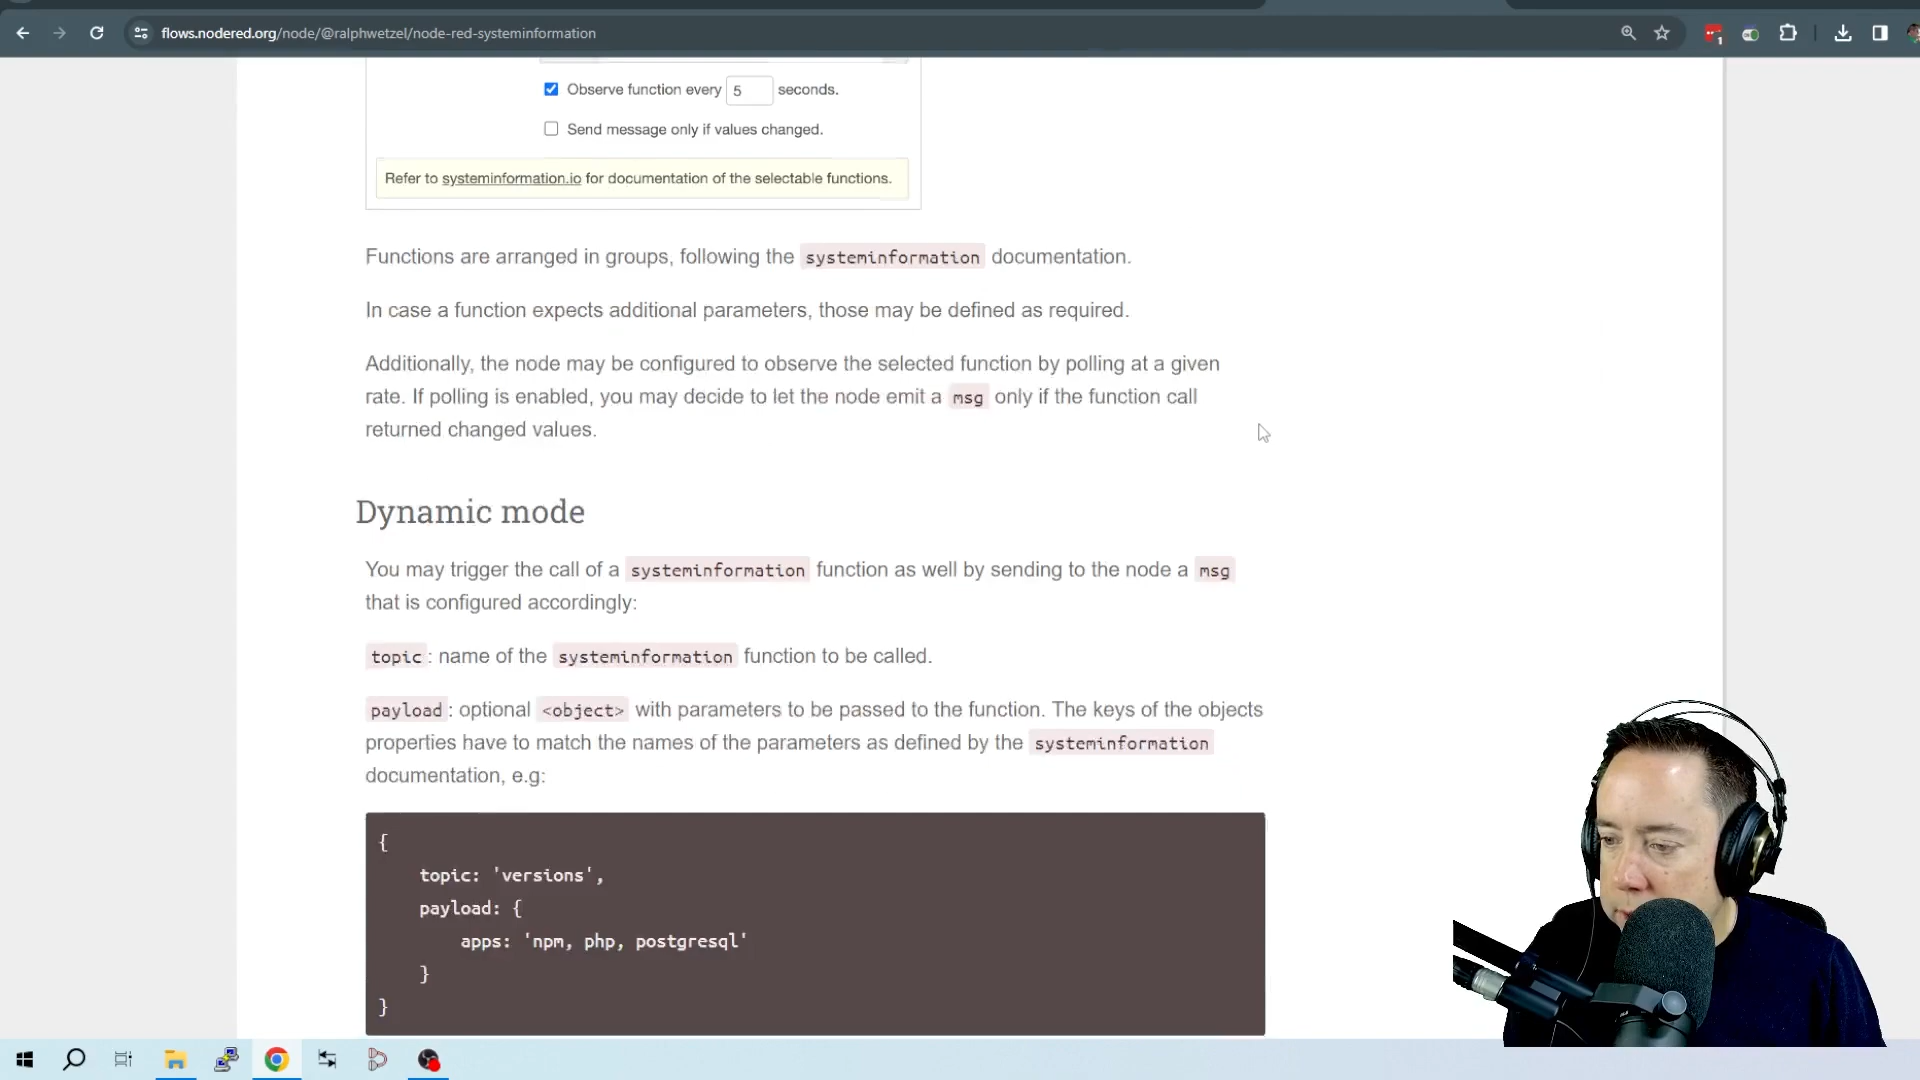 flows.nodered.org/node/@ralphwetzel/node-red-systeminformation
1
Observe function every 5 seconds.
Send message only if values changed.
Refer to systeminformation.io for documentation of the selectable functions.
Functions are arranged in groups, following the systeminformation documentation.
In case a function expects additional parameters, those may be defined as required.
Additionally, the node may be configured to observe the selected function by polling at a given
rate. If polling is enabled, you may decide to let the node emit a msg only if the function call
returned changed values.
Dynamic mode
You may trigger the call of a systeminformation function as well by sending to the node a msg
that is configured accordingly:
topic: name of the systeminformation function to be called.
payload: optional <object> with parameters to be passed to the function. The keys of the objects
properties have to match the names of the parameters as defined by the systeminformation
documentation, e.g:
{
topic: 'versions',
payload: {
apps: 'npm, php, postgresql'
}
}